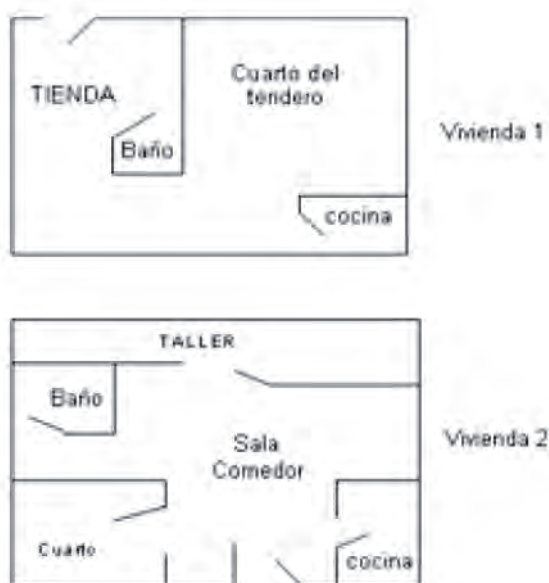 TIENDA
Cuarto del
tendero
Baño
cocina
Vivienda 1
TALLER
Baño
Sala
Comedor
Cuarto
cocina
Vivienda 2